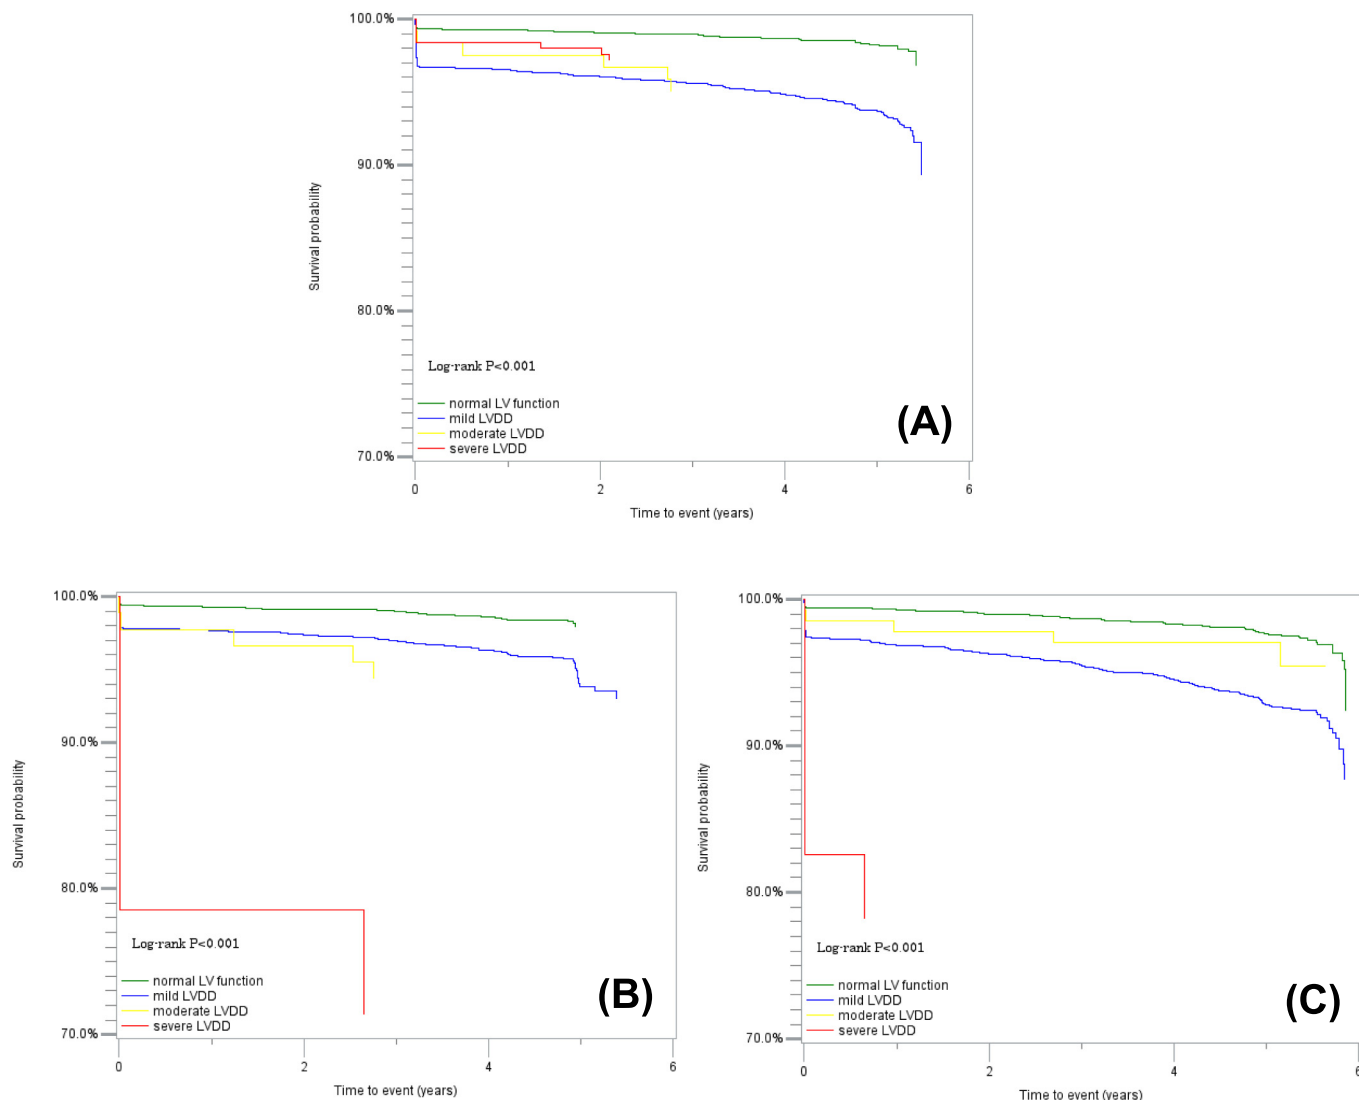 100.0%
90.0%
80.0%
70.0%
Survival probability
Log-rank P<0.001
normal LV function
mild LVDD
moderate LVDD
severe LVDD
(A)
0 2 4 6
Time to event (years)
100.0%
90.0%
80.0%
70.0%
Survival probability
Log-rank P<0.001
normal LV function
mild LVDD
moderate LVDD
severe LVDD
(B)
0 2 4 6
Time to event (years)
100.0%
90.0%
80.0%
70.0%
Survival probability
Log-rank P<0.001
normal LV function
mild LVDD
moderate LVDD
severe LVDD
(C)
0 2 4 6
Time to event (years)